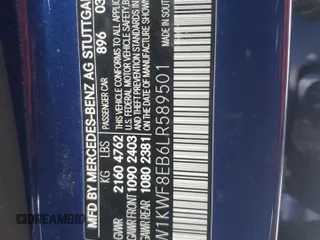 MFD BY MERCEDES-BENZ AG STUTTGA
896 03
PASSENGER CAR
KG LBS
GVWR 2160 4762
GAWR FRONT 1090 2403
GAWR REAR 1080 2381
THIS VEHICLE CONFORMS TO ALL APPLICABLE
FEDERAL MOTOR VEHICLE SAFETY, BUMPER
AND THEFT PREVENTION STANDARDS IN
EFFECT ON THE DATE OF MANUFACTURE SHOWN
W1KWF8EB6LR589501
MADE IN SOUTH
DREAMBID